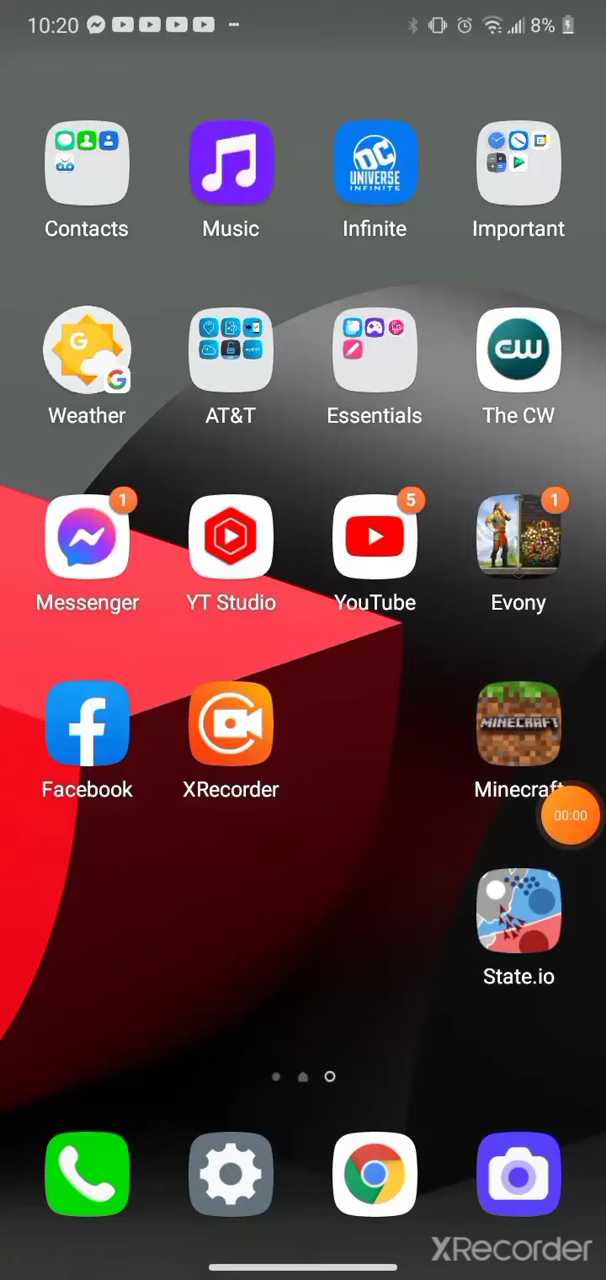 10:20 8%
DC
UNIVERSE
INFINITE
Contacts Music Infinite Important
G
G
THE CW
Weather AT&T Essentials The CW
1 5 1
Messenger YT Studio YouTube Evony
MINECRAFT
Facebook XRecorder Minecraft
00:00
State.io
XRecorder